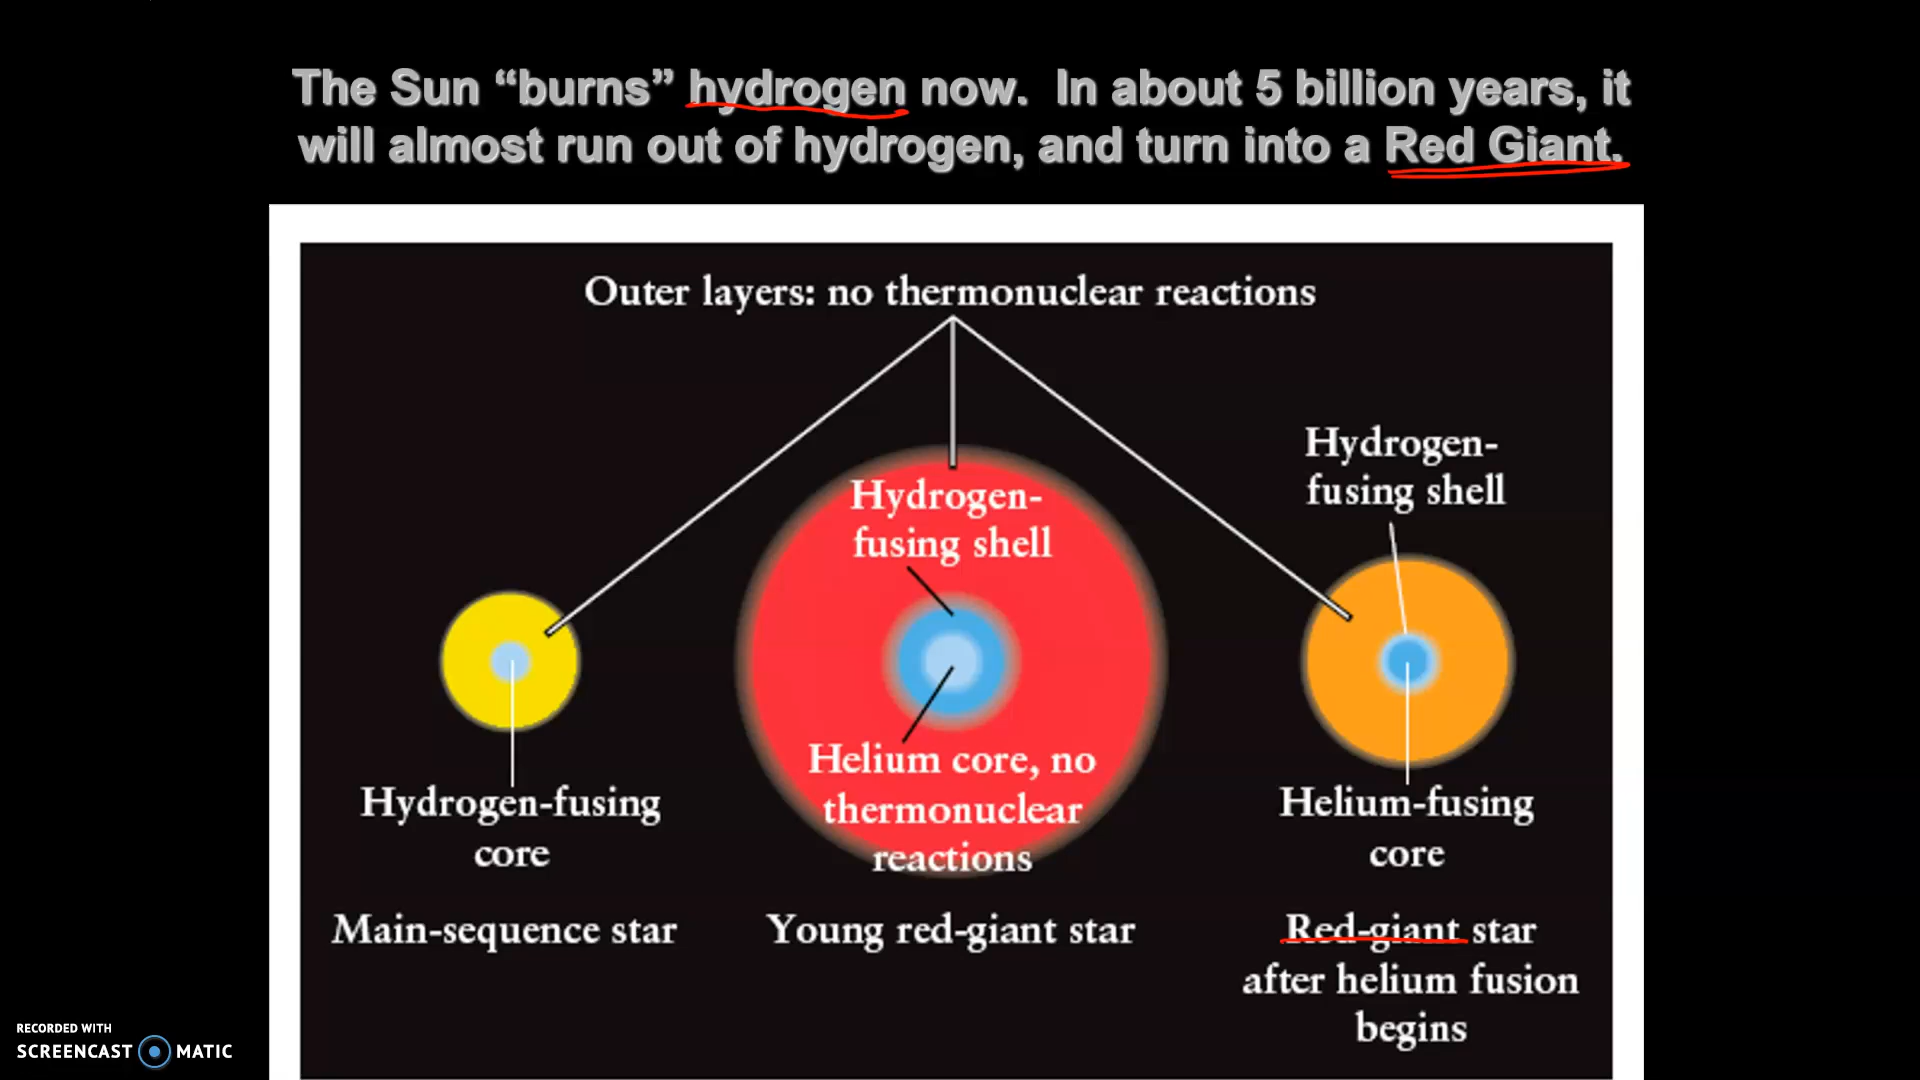 The Sun “burns” hydrogen now.  In about 5 billion years, it
will almost run out of hydrogen, and turn into a Red Giant.
Outer layers: no thermonuclear reactions
Hydrogen-
fusing shell
Hydrogen-
fusing shell
Helium core, no
thermonuclear
reactions
Hydrogen-fusing
core
Helium-fusing
core
Main-sequence star
Young red-giant star
Red-giant star
after helium fusion
begins
RECORDED WITH
SCREENCAST MATIC